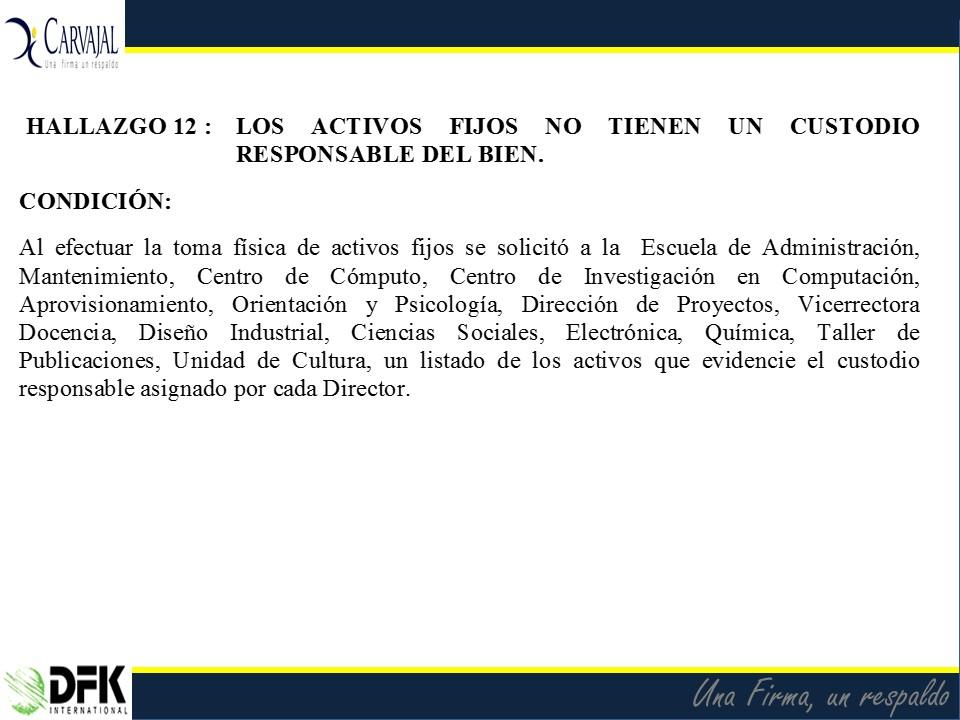 CARVAJAL
Una firma un respaldo
HALLAZGO 12 : LOS ACTIVOS FIJOS NO TIENEN UN CUSTODIO
RESPONSABLE DEL BIEN.
CONDICIÓN:
Al efectuar la toma física de activos fijos se solicitó a la Escuela de Administración,
Mantenimiento, Centro de Cómputo, Centro de Investigación en Computación,
Aprovisionamiento, Orientación y Psicología, Dirección de Proyectos, Vicerrectora
Docencia, Diseño Industrial, Ciencias Sociales, Electrónica, Química, Taller de
Publicaciones, Unidad de Cultura, un listado de los activos que evidencie el custodio
responsable asignado por cada Director.
DFK
INTERNATIONAL
Una Firma, un respaldo